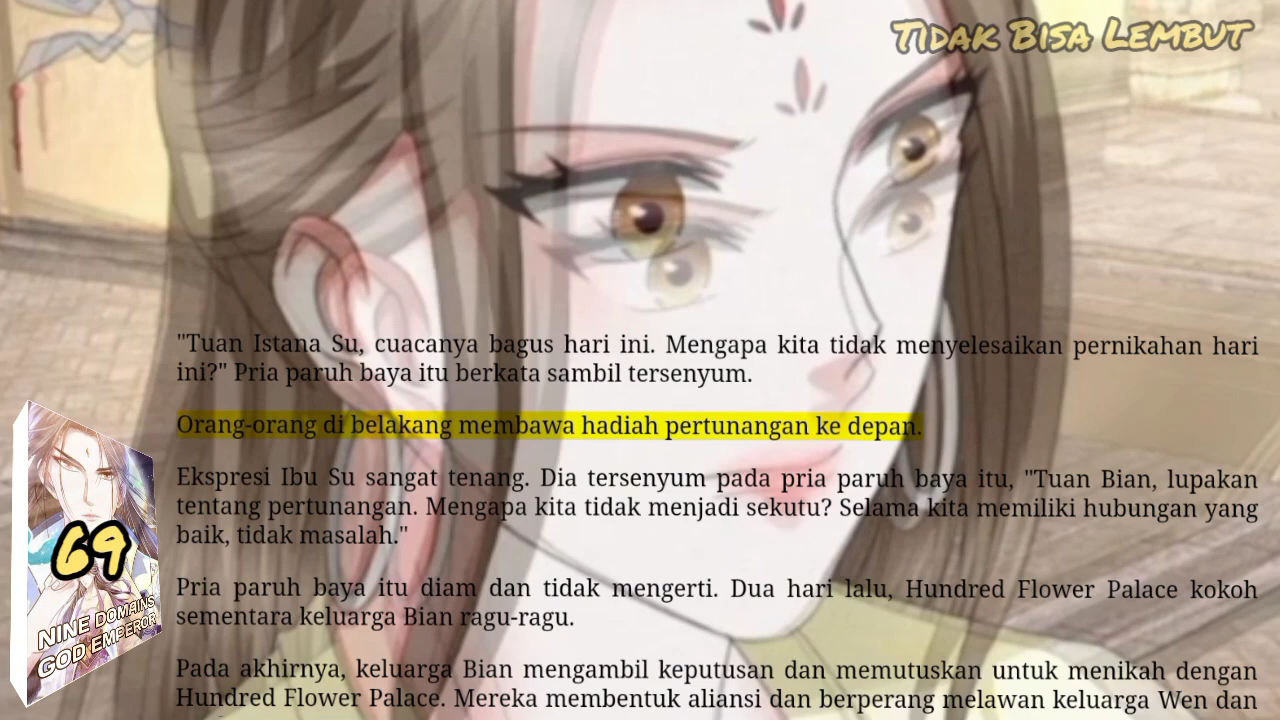 Tidak Bisa Lembut
"Tuan Istana Su, cuacanya bagus hari ini. Mengapa kita tidak menyelesaikan pernikahan hari
ini?" Pria paruh baya itu berkata sambil tersenyum.
Orang-orang di belakang membawa hadiah pertunangan ke depan.
Ekspresi Ibu Su sangat tenang. Dia tersenyum pada pria paruh baya itu, "Tuan Bian, lupakan
tentang pertunangan. Mengapa kita tidak menjadi sekutu? Selama kita memiliki hubungan yang
baik, tidak masalah."
Pria paruh baya itu diam dan tidak mengerti. Dua hari lalu, Hundred Flower Palace kokoh
sementara keluarga Bian ragu-ragu.
Pada akhirnya, keluarga Bian mengambil keputusan dan memutuskan untuk menikah dengan
Hundred Flower Palace. Mereka membentuk aliansi dan berperang melawan keluarga Wen dan
69
NINE DOMAINS
GOD EMPEROR